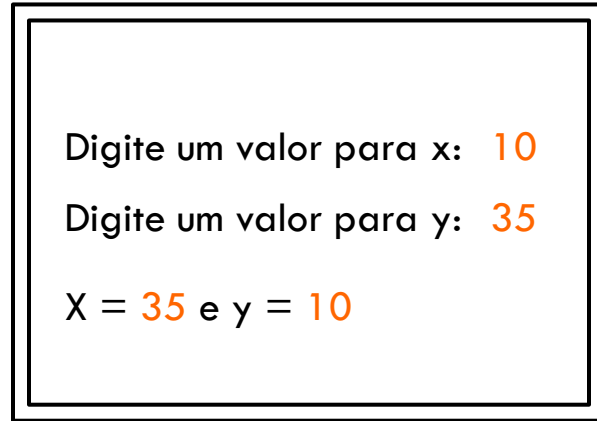 Digite um valor para x: 10
Digite um valor para y: 35
X = 35 e y = 10